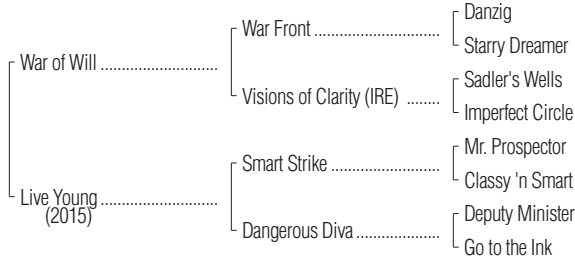 Danzig
War Front ........................
Starry Dreamer
War of Will ..........................
Sadler's Wells
Visions of Clarity (IRE) ........
Imperfect Circle
Mr. Prospector
Smart Strike ........................
Classy 'n Smart
Live Young ..........................
(2015)
Deputy Minister
Dangerous Diva ..................
Go to the Ink